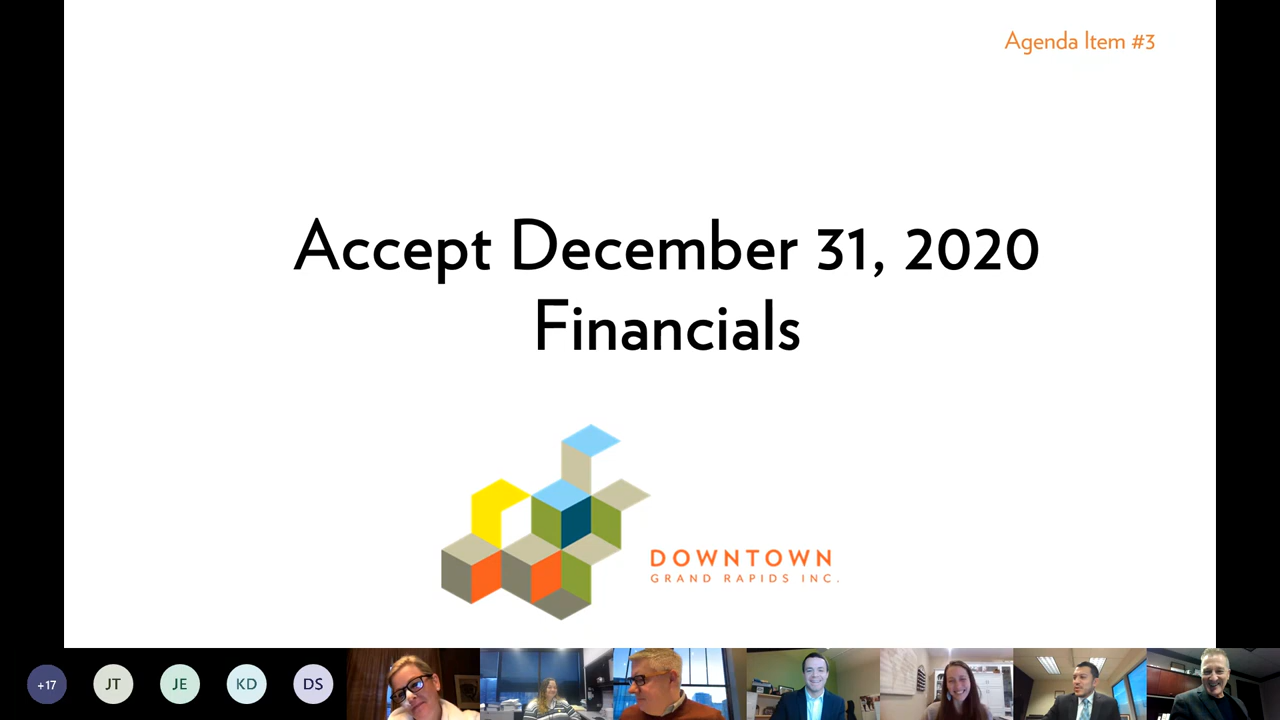 Agenda Item #3
Accept December 31, 2020
Financials
DOWNTOWN
GRAND RAPIDS INC.
+17
JT
JE
KD
DS